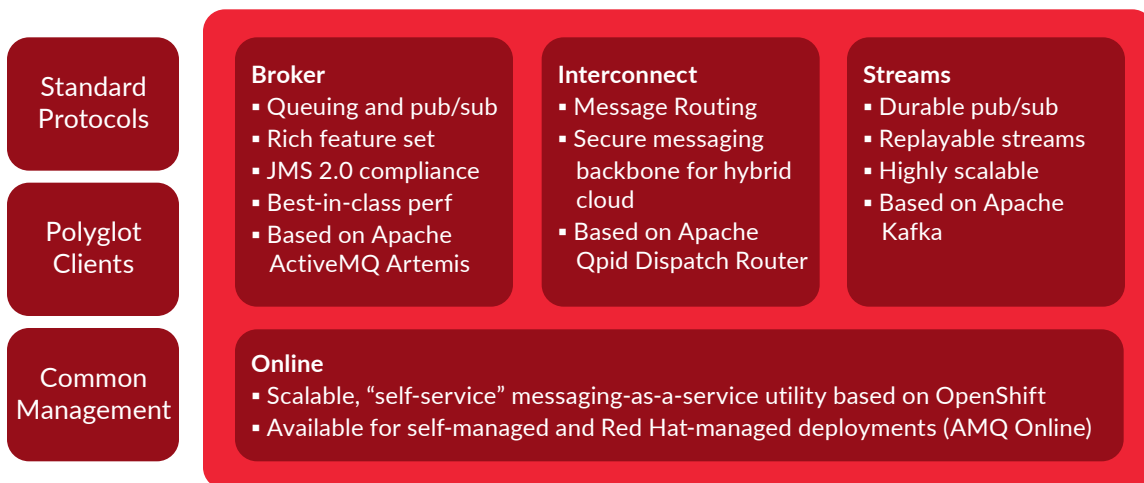 Standard
Protocols
Polyglot
Clients
Common
Management
Broker
▪ Queuing and pub/sub
▪ Rich feature set
▪ JMS 2.0 compliance
▪ Best-in-class perf
▪ Based on Apache
ActiveMQ Artemis
Interconnect
▪ Message Routing
▪ Secure messaging
backbone for hybrid
cloud
▪ Based on Apache
Qpid Dispatch Router
Streams
▪ Durable pub/sub
▪ Replayable streams
▪ Highly scalable
▪ Based on Apache
Kafka
Online
▪ Scalable, “self-service” messaging-as-a-service utility based on OpenShift
▪ Available for self-managed and Red Hat-managed deployments (AMQ Online)